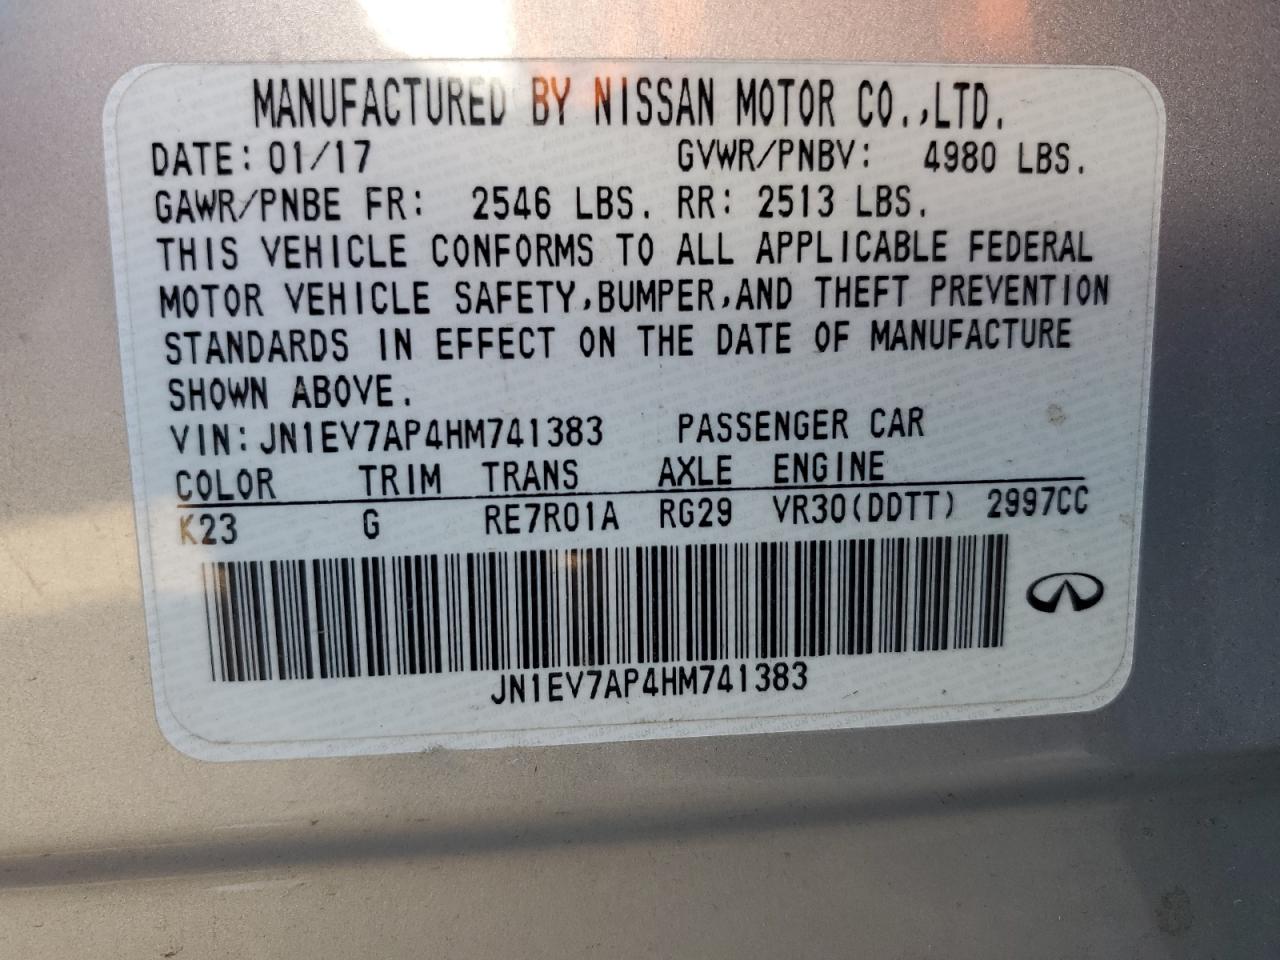 MANUFACTURED BY NISSAN MOTOR CO.,LTD.
DATE: 01/17 GVWR/PNBV: 4980 LBS.
GAWR/PNBE FR: 2546 LBS. RR: 2513 LBS.
THIS VEHICLE CONFORMS TO ALL APPLICABLE FEDERAL
MOTOR VEHICLE SAFETY,BUMPER,AND THEFT PREVENTION
STANDARDS IN EFFECT ON THE DATE OF MANUFACTURE
SHOWN ABOVE.
VIN: JN1EV7AP4HM741383 PASSENGER CAR
COLOR TRIM TRANS AXLE ENGINE
K23 G RE7R01A RG29 VR30(DDTT) 2997CC
JN1EV7AP4HM741383